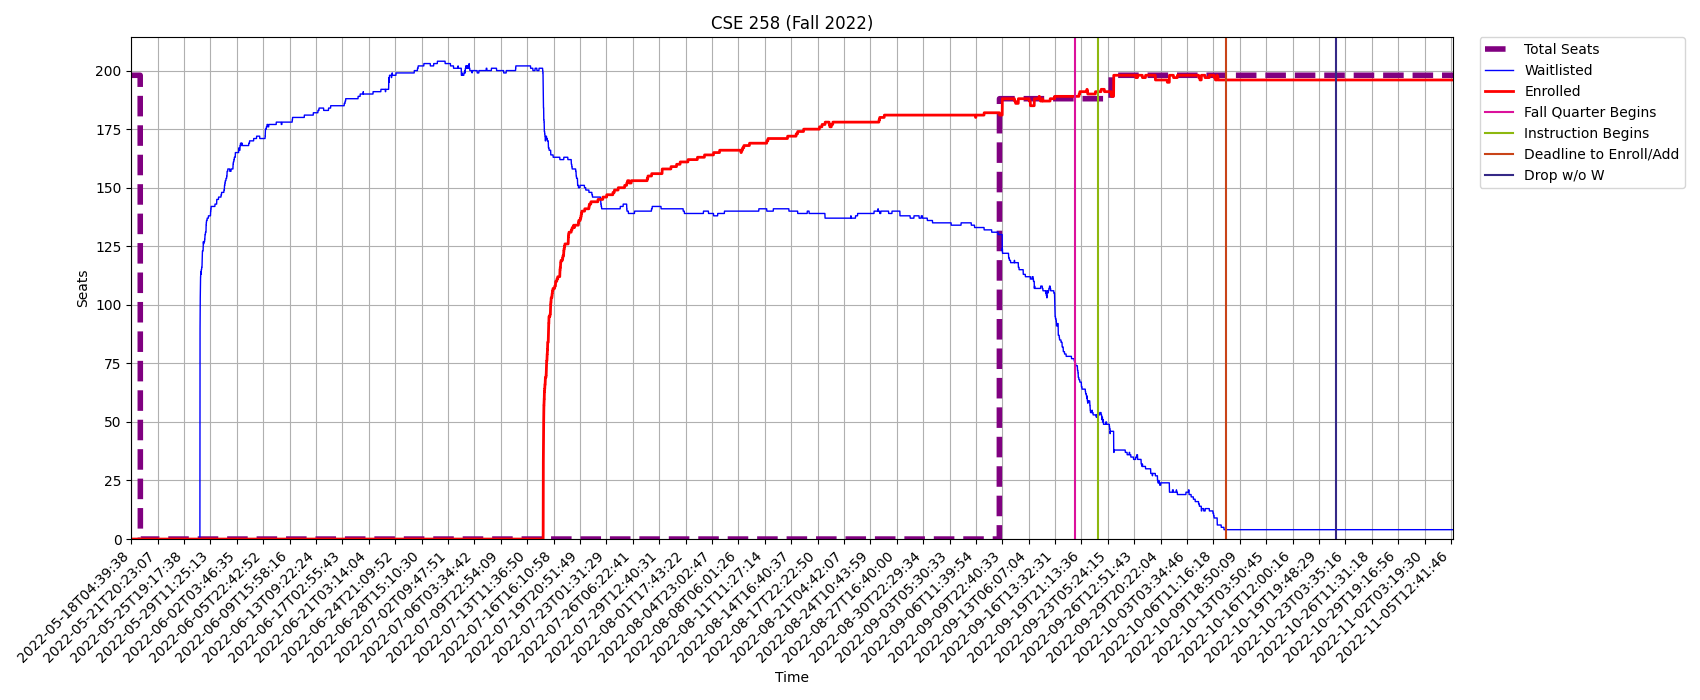 CSE 258 (Fall 2022)
Total Seats
Waitlisted
Enrolled
Fall Quarter Begins
Instruction Begins
Deadline to Enroll/Add
Drop w/o W
Seats
200
175
150
125
100
75
50
25
0
2022-05-18T04:39:38
2022-05-21T20:23:07
2022-05-25T19:17:38
2022-05-29T11:25:13
2022-06-02T03:46:35
2022-06-05T22:42:52
2022-06-09T15:58:16
2022-06-13T09:22:24
2022-06-17T02:55:43
2022-06-21T03:14:04
2022-06-24T21:09:52
2022-06-28T15:10:30
2022-07-02T09:47:51
2022-07-06T03:34:42
2022-07-09T22:54:09
2022-07-13T11:36:50
2022-07-16T16:10:58
2022-07-19T20:51:49
2022-07-23T01:31:29
2022-07-26T06:22:41
2022-07-29T12:40:31
2022-08-01T17:43:22
2022-08-04T23:02:47
2022-08-08T06:01:26
2022-08-11T11:27:14
2022-08-14T16:40:37
2022-08-17T22:22:50
2022-08-21T04:42:07
2022-08-24T10:43:59
2022-08-27T16:40:00
2022-08-30T22:29:34
2022-09-03T05:30:33
2022-09-06T11:39:54
2022-09-09T22:40:33
2022-09-13T06:07:04
2022-09-16T13:32:31
2022-09-19T21:13:36
2022-09-23T05:24:15
2022-09-26T12:51:43
2022-09-29T20:22:04
2022-10-03T03:34:46
2022-10-06T11:16:18
2022-10-09T18:50:09
2022-10-13T03:50:45
2022-10-16T12:00:16
2022-10-19T19:48:29
2022-10-23T03:35:16
2022-10-26T11:31:18
2022-10-29T19:16:56
2022-11-02T03:19:30
2022-11-05T12:41:46
Time